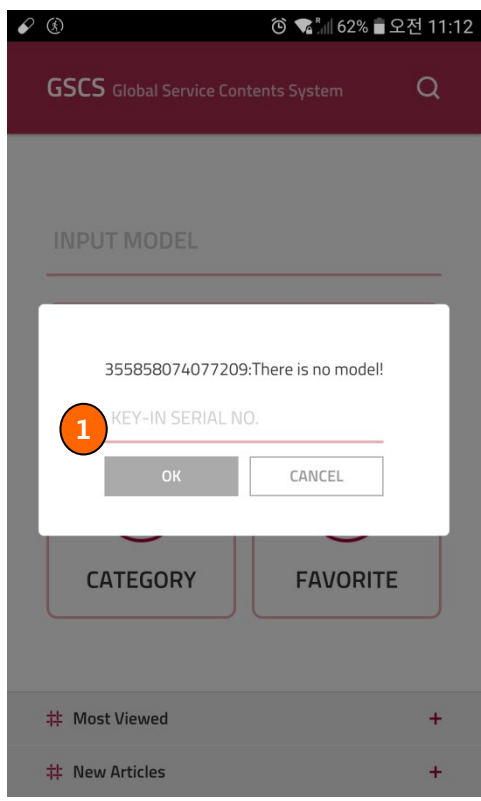 62% 오전 11:12
GSCS Global Service Contents System
INPUT MODEL
355858074077209:There is no model!
1
KEY-IN SERIAL NO.
OK CANCEL
CATEGORY FAVORITE
Most Viewed +
New Articles +